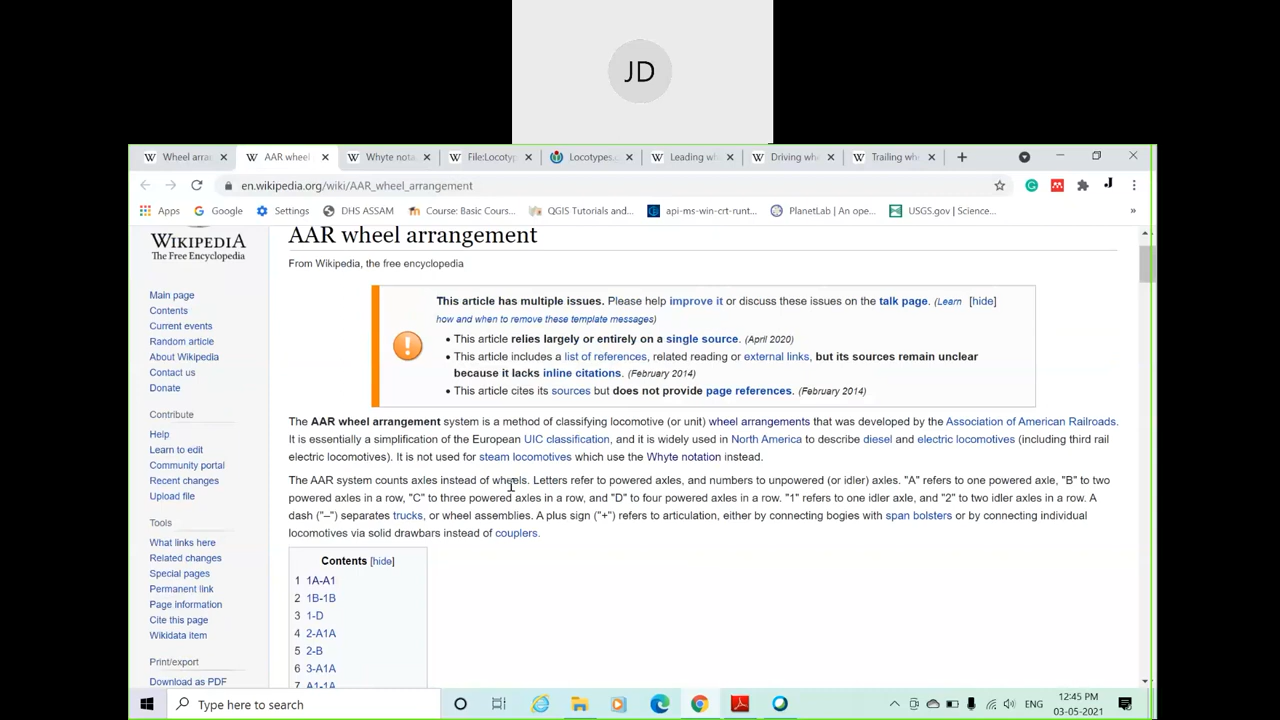 JD
Wheel arra
AAR wheel
Whyte nota
File:Locoty
Locotypes
Leading wh
Driving wh
Trailing wh
en.wikipedia.org/wiki/AAR_wheel_arrangement
J
Apps
Google
Settings
DHS ASSAM
Course: Basic Cours...
QGIS Tutorials and...
api-ms-win-crt-runt...
PlanetLab | An ope...
USGS.gov | Science...
»
WIKIPEDIA
The Free Encyclopedia
Main page
Contents
Current events
Random article
About Wikipedia
Contact us
Donate
Contribute
Help
Learn to edit
Community portal
Recent changes
Upload file
Tools
What links here
Related changes
Special pages
Permanent link
Page information
Cite this page
Wikidata item
Print/export
Download as PDF
AAR wheel arrangement
From Wikipedia, the free encyclopedia
This article has multiple issues. Please help improve it or discuss these issues on the talk page. (Learn [hide]
how and when to remove these template messages)
• This article relies largely or entirely on a single source. (April 2020)
• This article includes a list of references, related reading or external links, but its sources remain unclear
because it lacks inline citations. (February 2014)
• This article cites its sources but does not provide page references. (February 2014)
The AAR wheel arrangement system is a method of classifying locomotive (or unit) wheel arrangements that was developed by the Association of American Railroads.
It is essentially a simplification of the European UIC classification, and it is widely used in North America to describe diesel and electric locomotives (including third rail
electric locomotives). It is not used for steam locomotives which use the Whyte notation instead.
The AAR system counts axles instead of wheels. Letters refer to powered axles, and numbers to unpowered (or idler) axles. "A" refers to one powered axle, "B" to two
powered axles in a row, "C" to three powered axles in a row, and "D" to four powered axles in a row. "1" refers to one idler axle, and "2" to two idler axles in a row. A
dash ("–") separates trucks, or wheel assemblies. A plus sign ("+") refers to articulation, either by connecting bogies with span bolsters or by connecting individual
locomotives via solid drawbars instead of couplers.
Contents [hide]
1 1A-A1
2 1B-1B
3 1-D
4 2-A1A
5 2-B
6 3-A1A
7 A1-1A
Type here to search
ENG
12:45 PM
03-05-2021